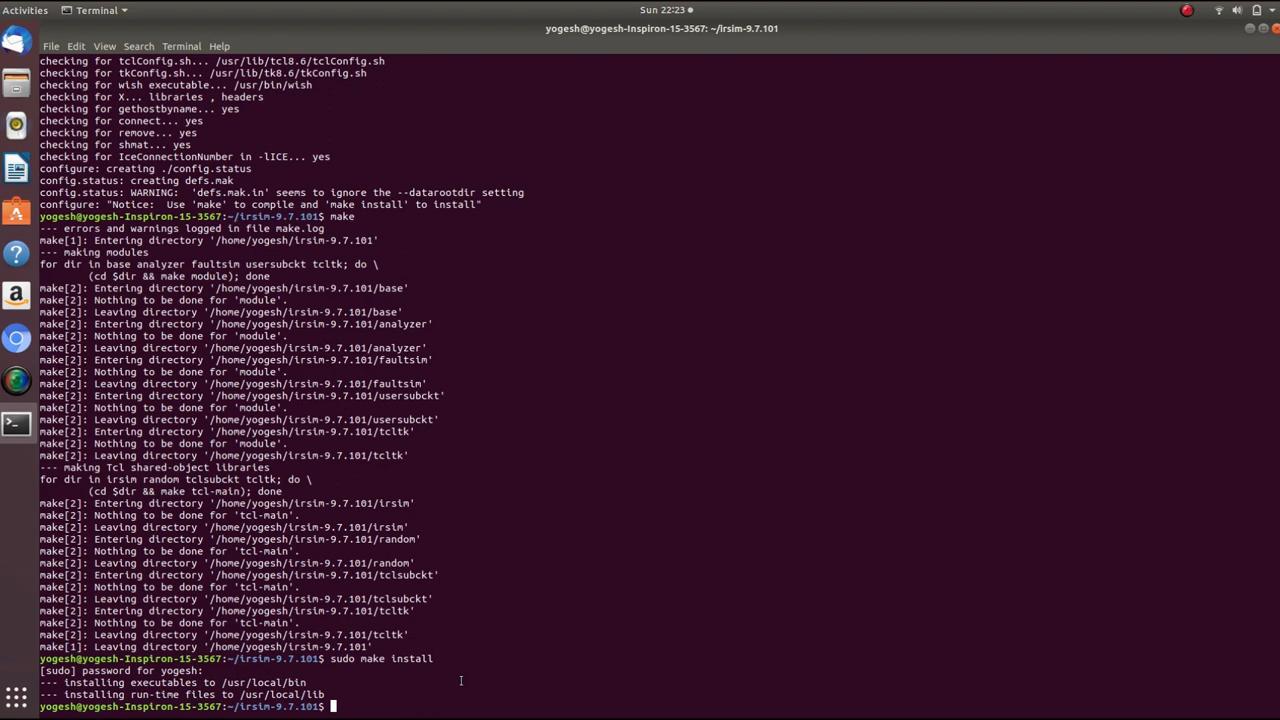 Activities
Terminal
Sun 22:23
yogesh@yogesh-Inspiron-15-3567: ~/irsim-9.7.101
File Edit View Search Terminal Help
checking for tclConfig.sh... /usr/lib/tcl8.6/tclConfig.sh
checking for tkConfig.sh... /usr/lib/tk8.6/tkConfig.sh
checking for wish executable... /usr/bin/wish
checking for X... libraries , headers
checking for gethostbyname... yes
checking for connect... yes
checking for remove... yes
checking for shmat... yes
checking for IceConnectionNumber in -lICE... yes
configure: creating ./config.status
config.status: creating defs.mak
config.status: WARNING:  'defs.mak.in' seems to ignore the --datarootdir setting
configure: "Notice:  Use 'make' to compile and 'make install' to install"
yogesh@yogesh-Inspiron-15-3567:~/irsim-9.7.101$ make
--- errors and warnings logged in file make.log
make[1]: Entering directory '/home/yogesh/irsim-9.7.101'
--- making modules
for dir in base analyzer faultsim usersubckt tcltk; do \
(cd $dir && make module); done
make[2]: Entering directory '/home/yogesh/irsim-9.7.101/base'
make[2]: Nothing to be done for 'module'.
make[2]: Leaving directory '/home/yogesh/irsim-9.7.101/base'
make[2]: Entering directory '/home/yogesh/irsim-9.7.101/analyzer'
make[2]: Nothing to be done for 'module'.
make[2]: Leaving directory '/home/yogesh/irsim-9.7.101/analyzer'
make[2]: Entering directory '/home/yogesh/irsim-9.7.101/faultsim'
make[2]: Nothing to be done for 'module'.
make[2]: Leaving directory '/home/yogesh/irsim-9.7.101/faultsim'
make[2]: Entering directory '/home/yogesh/irsim-9.7.101/usersubckt'
make[2]: Nothing to be done for 'module'.
make[2]: Leaving directory '/home/yogesh/irsim-9.7.101/usersubckt'
make[2]: Entering directory '/home/yogesh/irsim-9.7.101/tcltk'
make[2]: Nothing to be done for 'module'.
make[2]: Leaving directory '/home/yogesh/irsim-9.7.101/tcltk'
--- making Tcl shared-object libraries
for dir in irsim random tclsubckt tcltk; do \
(cd $dir && make tcl-main); done
make[2]: Entering directory '/home/yogesh/irsim-9.7.101/irsim'
make[2]: Nothing to be done for 'tcl-main'.
make[2]: Leaving directory '/home/yogesh/irsim-9.7.101/irsim'
make[2]: Entering directory '/home/yogesh/irsim-9.7.101/random'
make[2]: Nothing to be done for 'tcl-main'.
make[2]: Leaving directory '/home/yogesh/irsim-9.7.101/random'
make[2]: Entering directory '/home/yogesh/irsim-9.7.101/tclsubckt'
make[2]: Nothing to be done for 'tcl-main'.
make[2]: Leaving directory '/home/yogesh/irsim-9.7.101/tclsubckt'
make[2]: Entering directory '/home/yogesh/irsim-9.7.101/tcltk'
make[2]: Nothing to be done for 'tcl-main'.
make[2]: Leaving directory '/home/yogesh/irsim-9.7.101/tcltk'
make[1]: Leaving directory '/home/yogesh/irsim-9.7.101'
yogesh@yogesh-Inspiron-15-3567:~/irsim-9.7.101$ sudo make install
[sudo] password for yogesh:
--- installing executables to /usr/local/bin
--- installing run-time files to /usr/local/lib
yogesh@yogesh-Inspiron-15-3567:~/irsim-9.7.101$